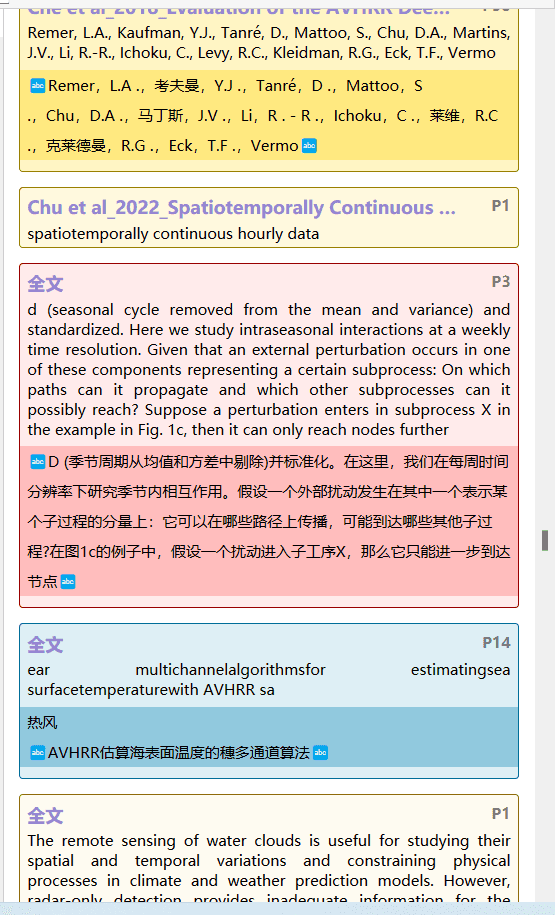 Che et al_2018_Evaluation of the AVHRR Dee...
Remer, L.A., Kaufman, Y.J., Tanré, D., Mattoo, S., Chu, D.A., Martins,
J.V., Li, R.-R., Ichoku, C., Levy, R.C., Kleidman, R.G., Eck, T.F., Vermo
abc Remer，L.A .，考夫曼，Y.J .，Tanré，D .，Mattoo，S
.，Chu，D.A .，马丁斯，J.V .，Li，R . - R .，Ichoku，C .，莱维，R.C
.，克莱德曼，R.G .，Eck，T.F .，Vermo abc
Chu et al_2022_Spatiotemporally Continuous ... P1
spatiotemporally continuous hourly data
全文 P3
d (seasonal cycle removed from the mean and variance) and
standardized. Here we study intraseasonal interactions at a weekly
time resolution. Given that an external perturbation occurs in one
of these components representing a certain subprocess: On which
paths can it propagate and which other subprocesses can it
possibly reach? Suppose a perturbation enters in subprocess X in
the example in Fig. 1c, then it can only reach nodes further
abc D (季节周期从均值和方差中剔除)并标准化。在这里，我们在每周时间
分辨率下研究季节内相互作用。假设一个外部扰动发生在其中一个表示某
个子过程的分量上：它可以在哪些路径上传播，可能到达哪些其他子过
程?在图1c的例子中，假设一个扰动进入子工序X，那么它只能进一步到达
节点 abc
全文 P14
ear multichannelalgorithmsfor estimatingsea
surfacetemperaturewith AVHRR sa
热风
abc AVHRR估算海表面温度的穗多通道算法 abc
全文 P1
The remote sensing of water clouds is useful for studying their
spatial and temporal variations and constraining physical
processes in climate and weather prediction models. However,
radar-only detection provides inadequate information for the